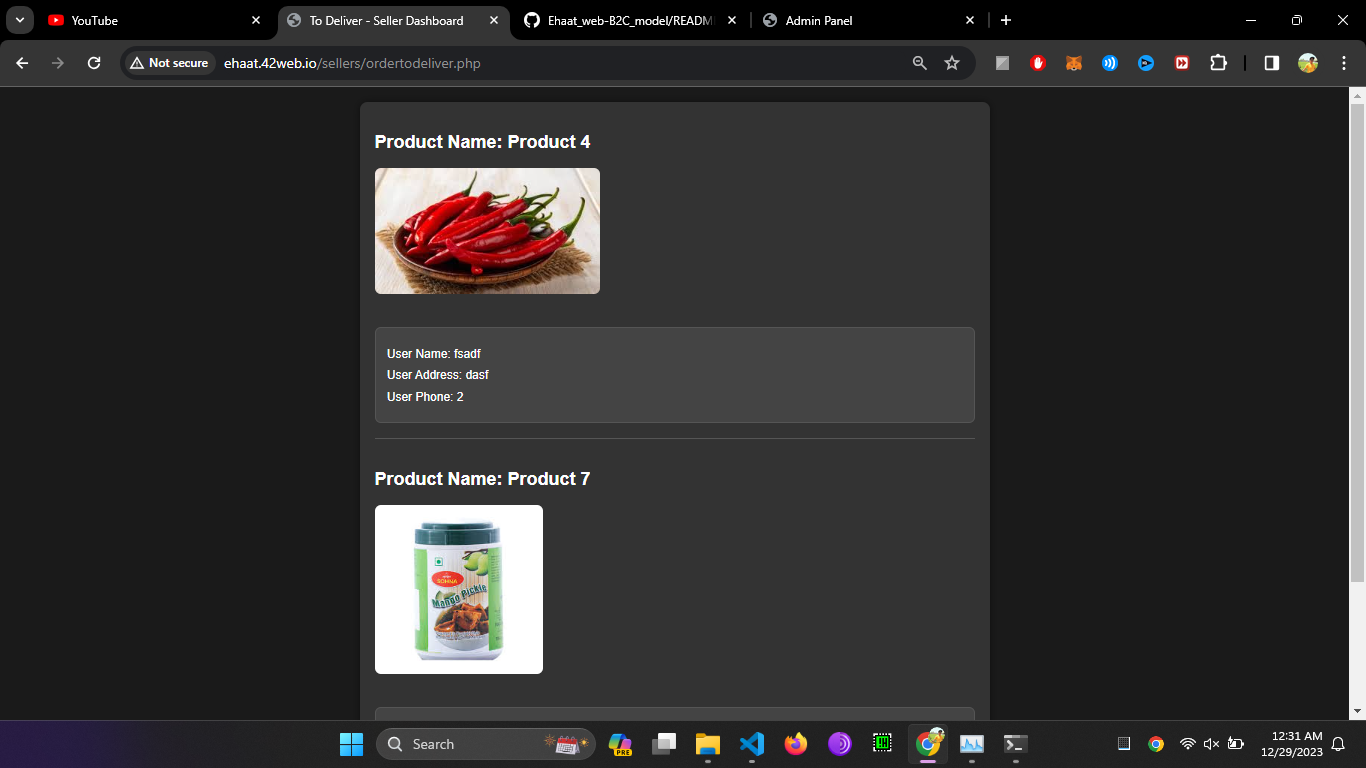 YouTube
To Deliver - Seller Dashboard
Ehaat_web-B2C_model/READM
Admin Panel
Not secure
ehaat.42web.io/sellers/ordertodeliver.php
Product Name: Product 4
User Name: fsadf
User Address: dasf
User Phone: 2
Product Name: Product 7
SOHNA
Mango Pickle
Search
PRE
12:31 AM
12/29/2023